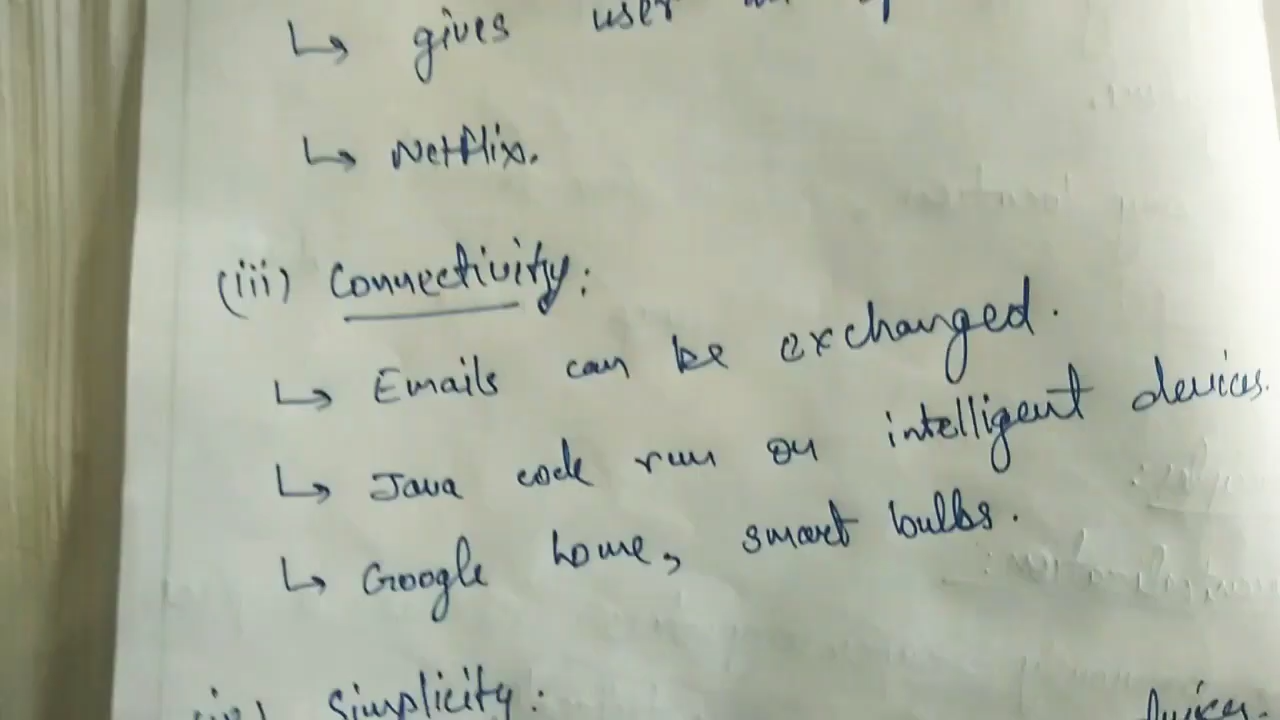 ↳ gives user
↳ Netflix.
(iii) Connectivity:
↳ Emails can be exchanged.
↳ Java code run on intelligent devices.
↳ Google home, smart bulbs.
(iv) Simplicity: